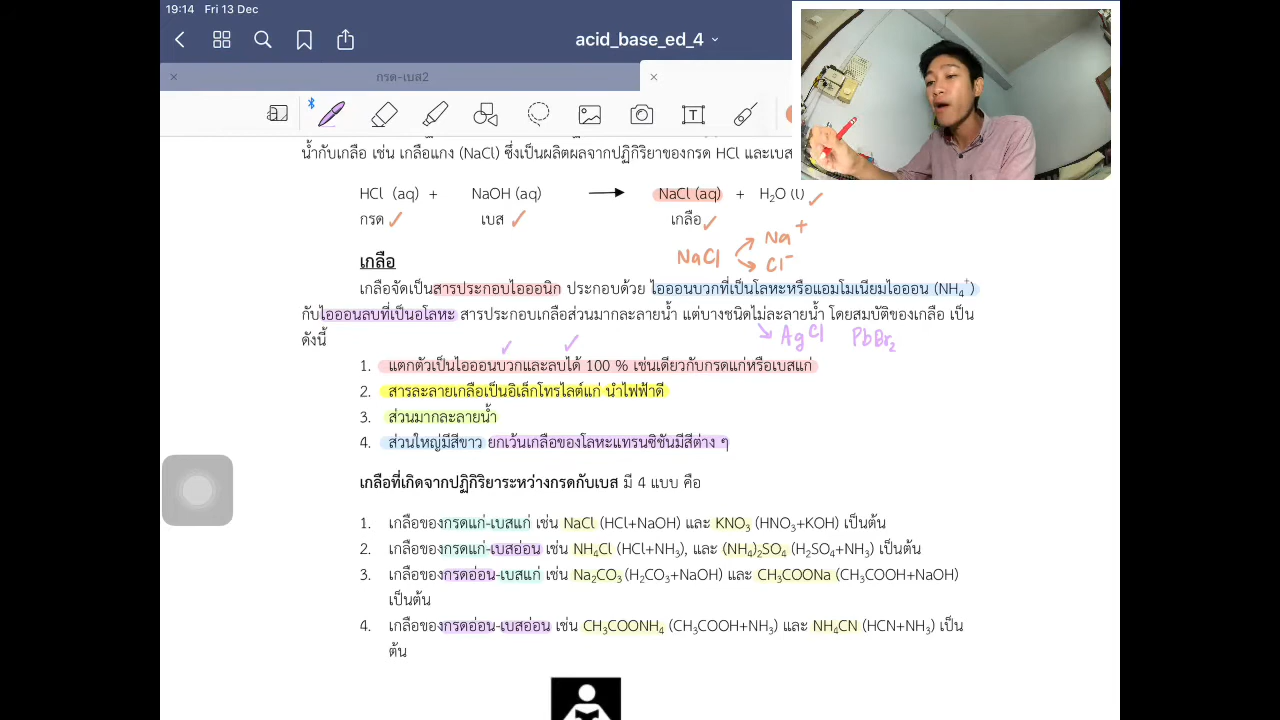 19:14 Fri 13 Dec
acid_base_ed_4
กรด-เบส2
น้ำกับเกลือ เช่น เกลือแกง (NaCl) ซึ่งเป็นผลิตผลจากปฏิกิริยาของกรด HCl และเบส
HCl (aq) + NaOH (aq) → NaCl (aq) + H₂O (l)
กรด ✓ เบส ✓ เกลือ ✓ ✓
NaCl Na⁺
Cl⁻
เกลือ
เกลือจัดเป็นสารประกอบไอออนิก ประกอบด้วย ไอออนบวกที่เป็นโลหะหรือแอมโมเนียมไอออน (NH₄⁺)
กับไอออนลบที่เป็นอโลหะ สารประกอบเกลือส่วนมากละลายน้ำ แต่บางชนิดไม่ละลายน้ำ โดยสมบัติของเกลือ เป็น
ดังนี้
AgCl PbBr₂
1. แตกตัวเป็นไอออนบวกและลบได้ 100 % เช่นเดียวกับกรดแก่หรือเบสแก่
2. สารละลายเกลือเป็นอิเล็กโทรไลต์แก่ นำไฟฟ้าดี
3. ส่วนมากละลายน้ำ
4. ส่วนใหญ่มีสีขาว ยกเว้นเกลือของโลหะแทรนซิชันมีสีต่าง ๆ
เกลือที่เกิดจากปฏิกิริยาระหว่างกรดกับเบส มี 4 แบบ คือ
1. เกลือของกรดแก่-เบสแก่ เช่น NaCl (HCl+NaOH) และ KNO₃ (HNO₃+KOH) เป็นต้น
2. เกลือของกรดแก่-เบสอ่อน เช่น NH₄Cl (HCl+NH₃), และ (NH₄)₂SO₄ (H₂SO₄+NH₃) เป็นต้น
3. เกลือของกรดอ่อน-เบสแก่ เช่น Na₂CO₃ (H₂CO₃+NaOH) และ CH₃COONa (CH₃COOH+NaOH)
เป็นต้น
4. เกลือของกรดอ่อน-เบสอ่อน เช่น CH₃COONH₄ (CH₃COOH+NH₃) และ NH₄CN (HCN+NH₃) เป็น
ต้น